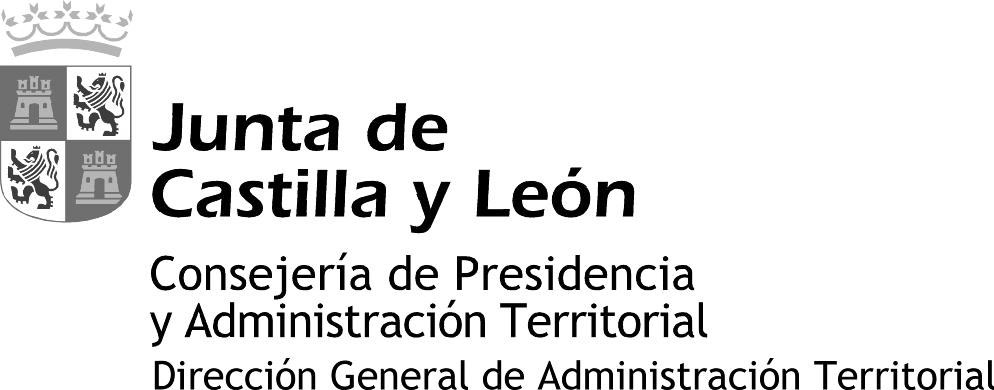 Junta de
Castilla y León
Consejería de Presidencia
y Administración Territorial
Dirección General de Administración Territorial